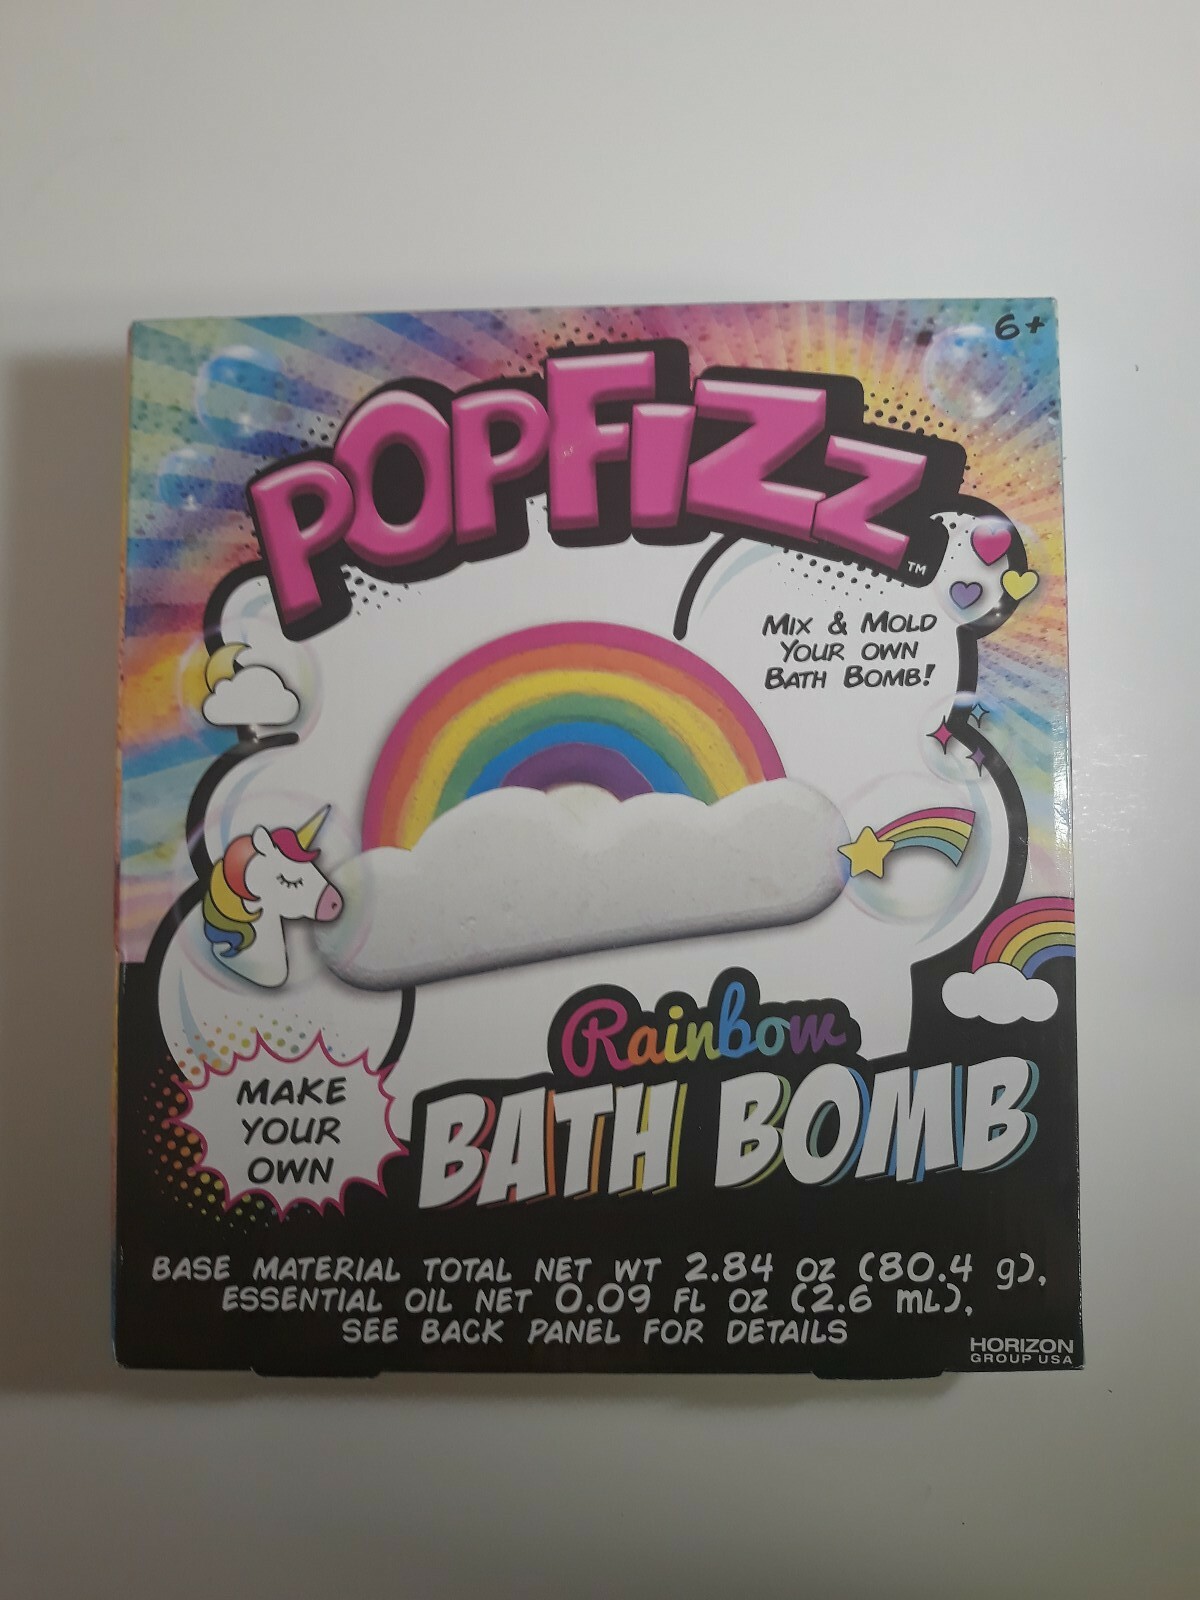 6+
POPFIZZ™
MIX & MOLD
YOUR OWN
BATH BOMB!
Rainbow
BATH BOMB
MAKE
YOUR
OWN
BASE MATERIAL TOTAL NET WT 2.84 OZ (80.4 g),
ESSENTIAL OIL NET 0.09 FL OZ (2.6 mL),
SEE BACK PANEL FOR DETAILS
HORIZON
GROUP USA